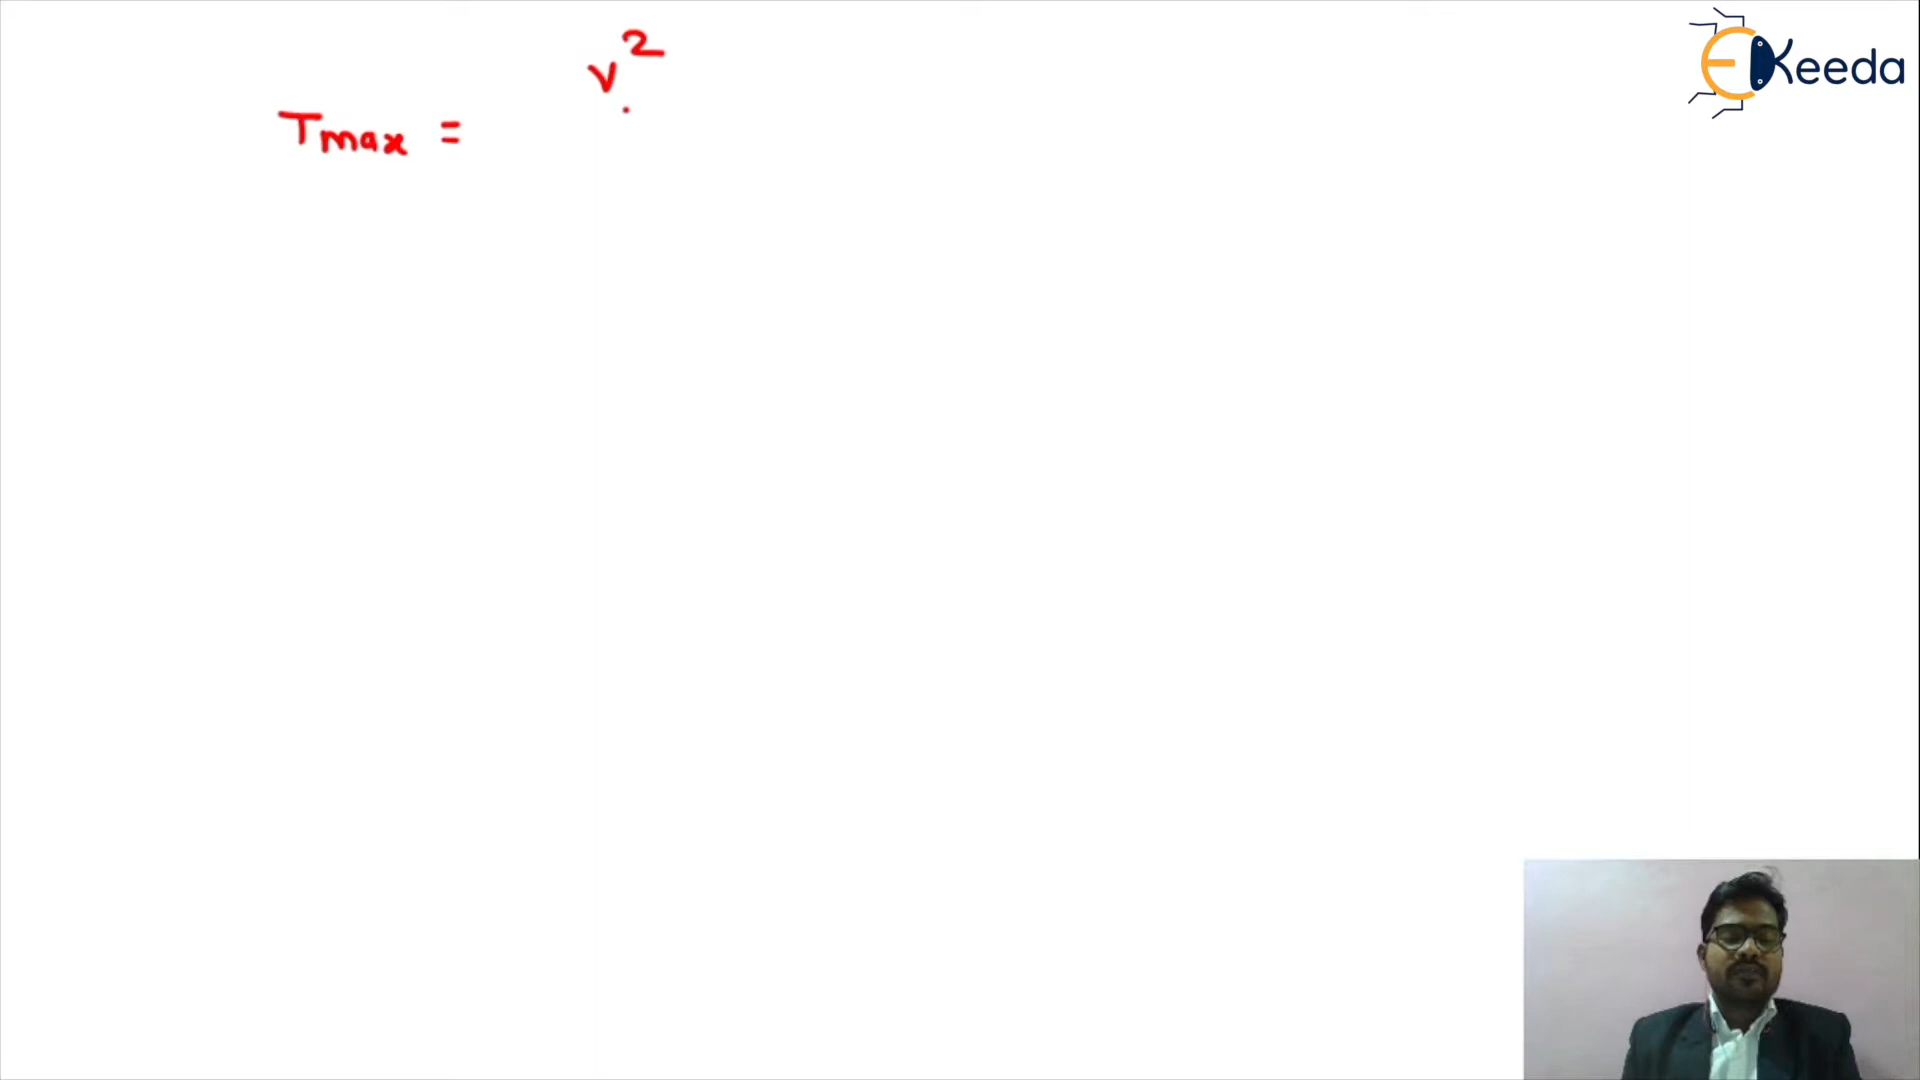 v²
Tmax =
EKeeda